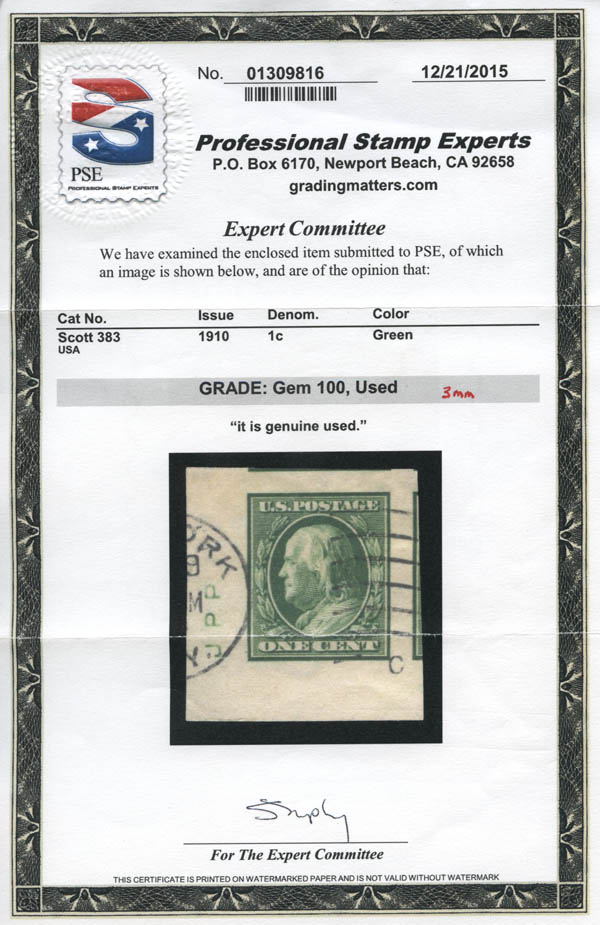 No. 01309816
12/21/2015
PSE
PROFESSIONAL STAMP EXPERTS
Professional Stamp Experts
P.O. Box 6170, Newport Beach, CA 92658
gradingmatters.com
Expert Committee
We have examined the enclosed item submitted to PSE, of which
an image is shown below, and are of the opinion that:
Cat No. Issue Denom. Color
Scott 383 1910 1c Green
USA
GRADE: Gem 100, Used 3mm
“it is genuine used.”
U.S. POSTAGE
ORK
9
M
Y
ONE CENT
C
For The Expert Committee
THIS CERTIFICATE IS PRINTED ON WATERMARKED PAPER AND IS NOT VALID WITHOUT WATERMARK